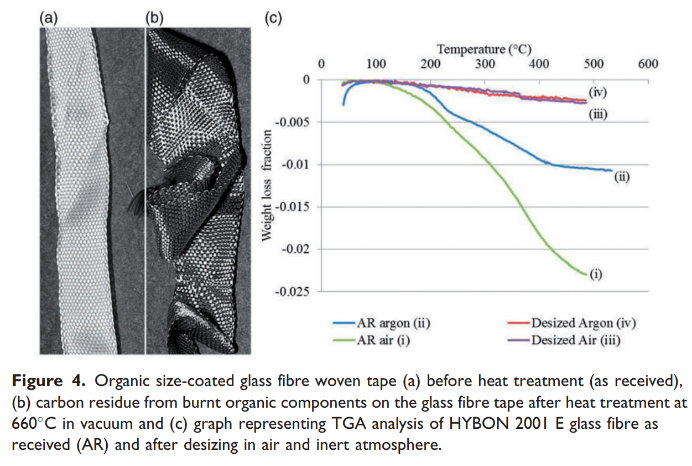 (a)
(b)
(c)
Temperature (°C)
0 100 200 300 400 500 600
0
-0.005
-0.01
-0.015
-0.02
-0.025
Weight loss fraction
(iv)
(iii)
(ii)
(i)
AR argon (ii)
Desized Argon (iv)
AR air (i)
Desized Air (iii)
Figure 4. Organic size-coated glass fibre woven tape (a) before heat treatment (as received),
(b) carbon residue from burnt organic components on the glass fibre tape after heat treatment at
660°C in vacuum and (c) graph representing TGA analysis of HYBON 2001 E glass fibre as
received (AR) and after desizing in air and inert atmosphere.